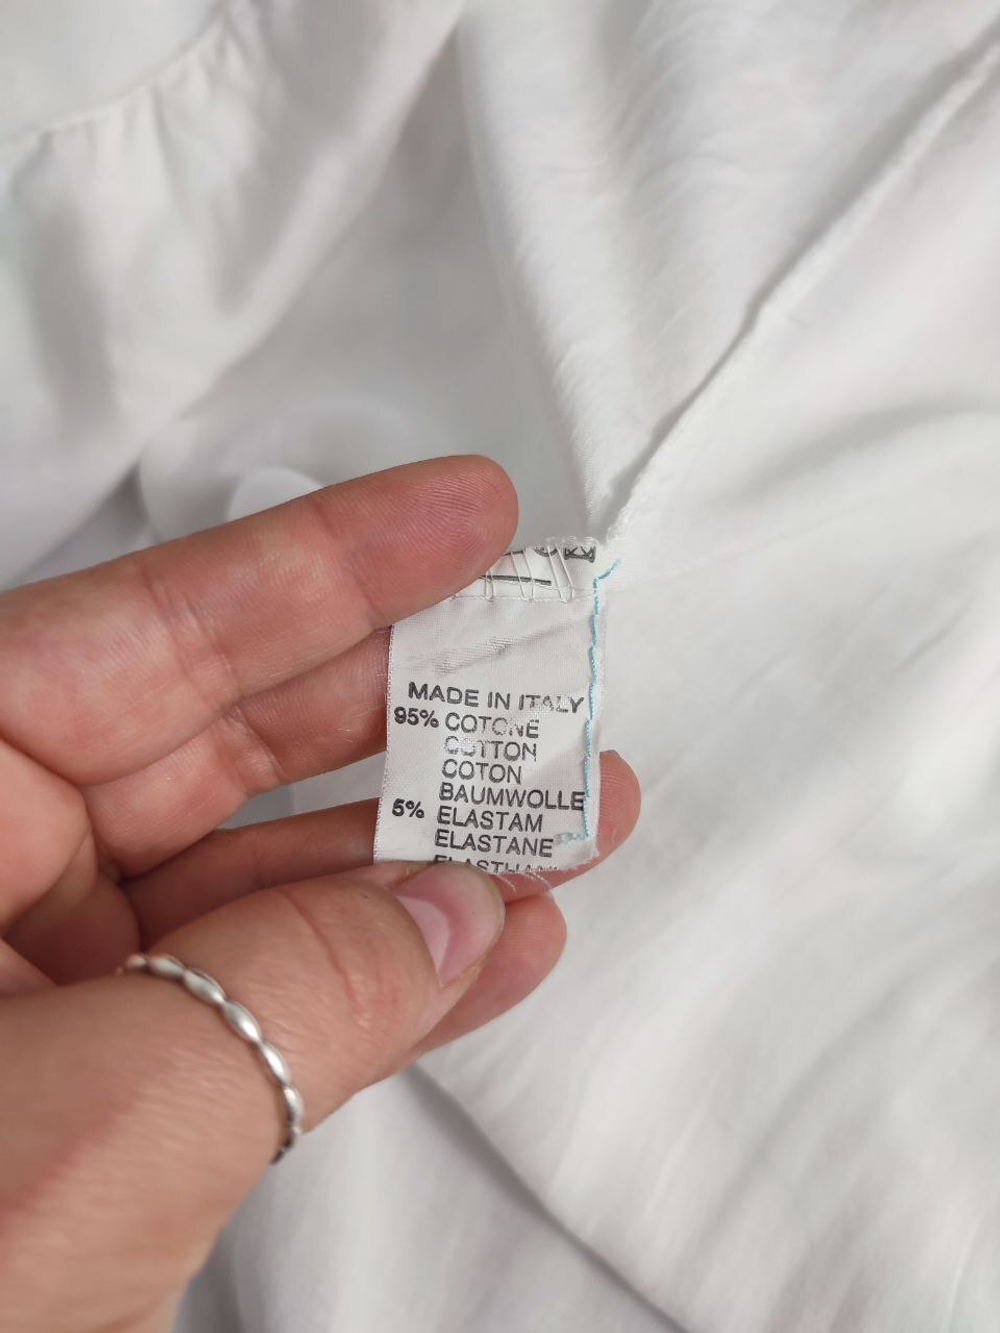 MADE IN ITALY
95% COTONE
COTTON
COTON
BAUMWOLLE
5% ELASTAM
ELASTANE